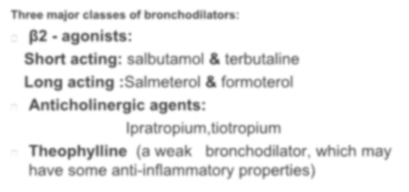 Three major classes of bronchodilators:
β2 - agonists:
Short acting: salbutamol & terbutaline
Long acting :Salmeterol & formoterol
Anticholinergic agents:
Ipratropium,tiotropium
Theophylline (a weak bronchodilator, which may
have some anti-inflammatory properties)